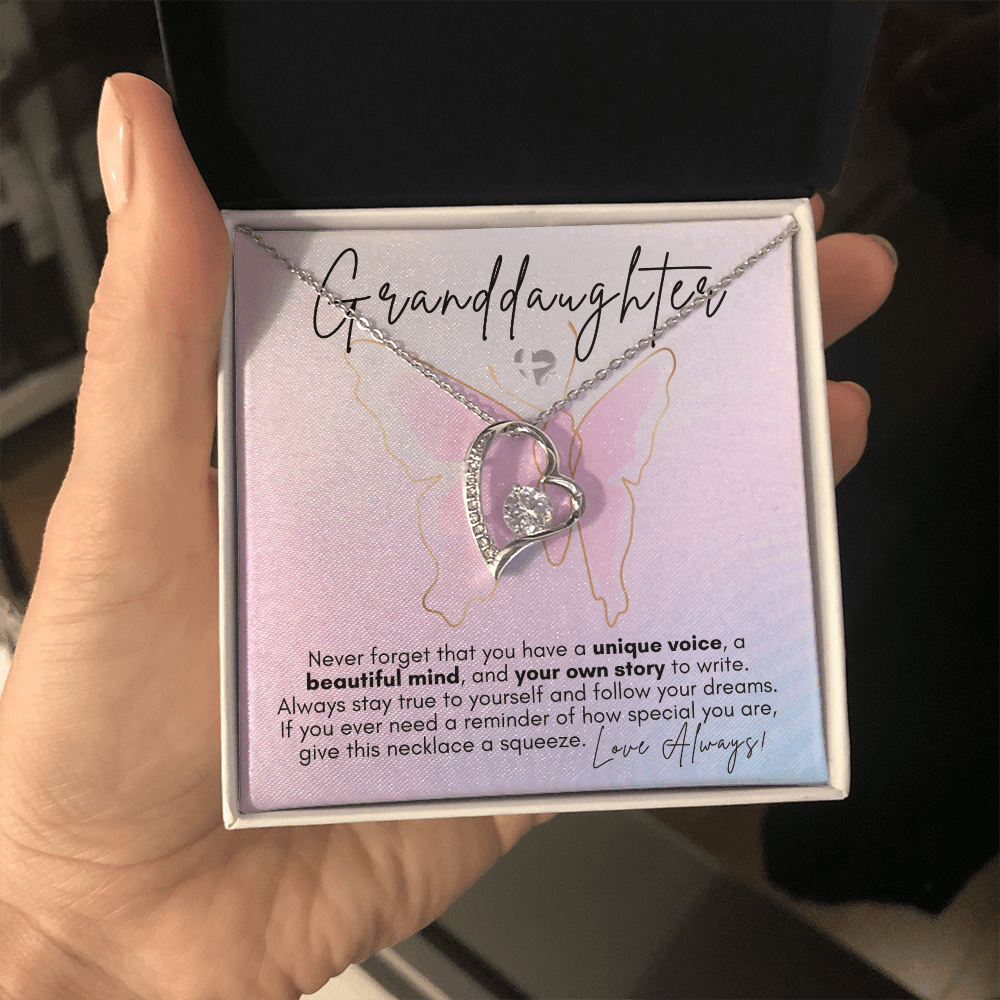 Granddaughter
Never forget that you have a unique voice, a
beautiful mind, and your own story to write.
Always stay true to yourself and follow your dreams.
If you ever need a reminder of how special you are,
give this necklace a squeeze. Love Always!